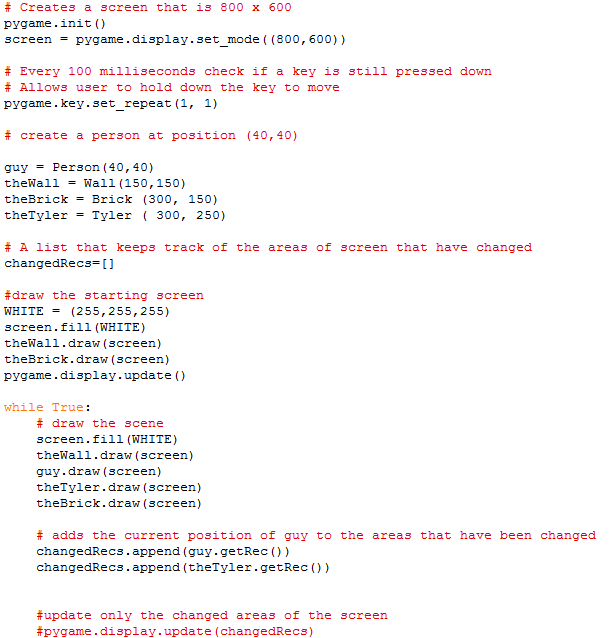 # Creates a screen that is 800 x 600
pygame.init()
screen = pygame.display.set_mode((800,600))
# Every 100 milliseconds check if a key is still pressed down
# Allows user to hold down the key to move
pygame.key.set_repeat(1, 1)
# create a person at position (40,40)
guy = Person(40,40)
theWall = Wall(150,150)
theBrick = Brick (300, 150)
theTyler = Tyler ( 300, 250)
# A list that keeps track of the areas of screen that have changed
changedRecs=[]
#draw the starting screen
WHITE = (255,255,255)
screen.fill(WHITE)
theWall.draw(screen)
theBrick.draw(screen)
pygame.display.update()
while True:
    # draw the scene
    screen.fill(WHITE)
    theWall.draw(screen)
    guy.draw(screen)
    theTyler.draw(screen)
    theBrick.draw(screen)
    # adds the current position of guy to the areas that have been changed
    changedRecs.append(guy.getRec())
    changedRecs.append(theTyler.getRec())
    #update only the changed areas of the screen
    #pygame.display.update(changedRecs)